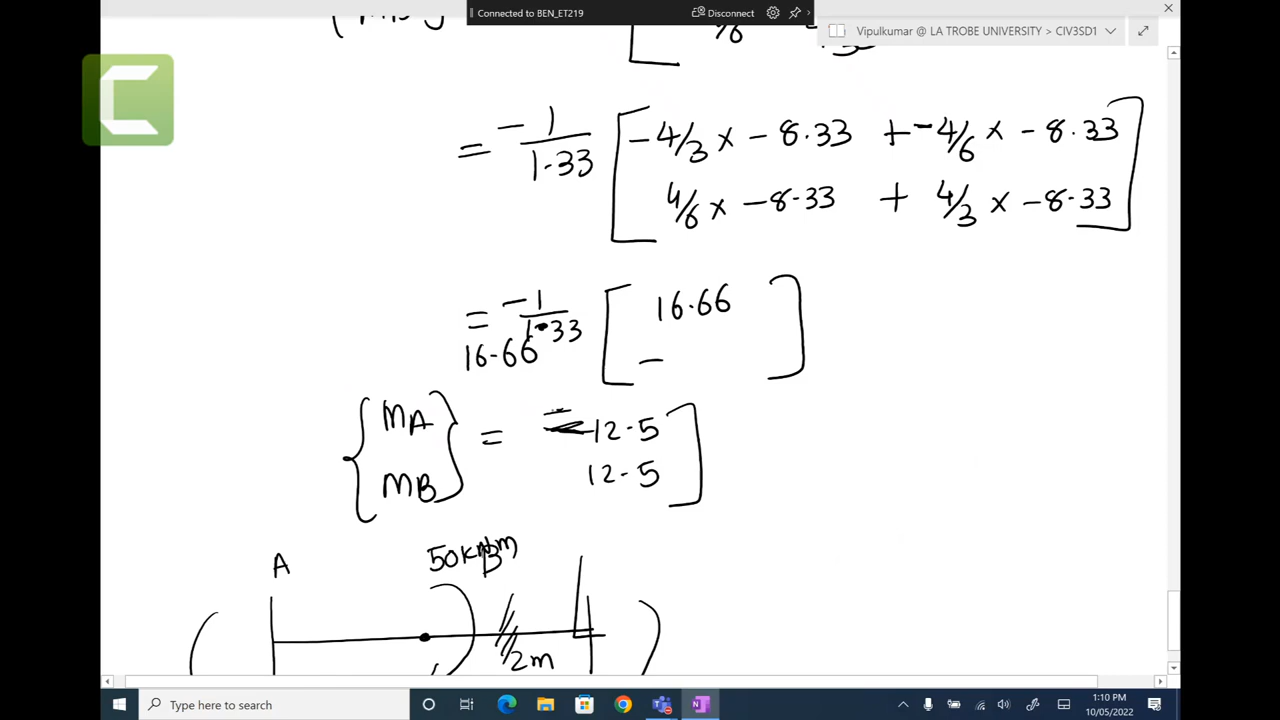 Connected to BEN_ET219 Disconnect
Vipulkumar @ LA TROBE UNIVERSITY > CIV3SD1
= -1/1.33 [ -4/3 x -8.33 + -4/6 x -8.33
4/6 x -8.33 + 4/3 x -8.33 ]
= -1/1.33 [ 16.66
16.66 - ]
{ MA = 12.5
MB } 12.5 ]
A 50kNm
2m
Type here to search
1:10 PM
10/05/2022